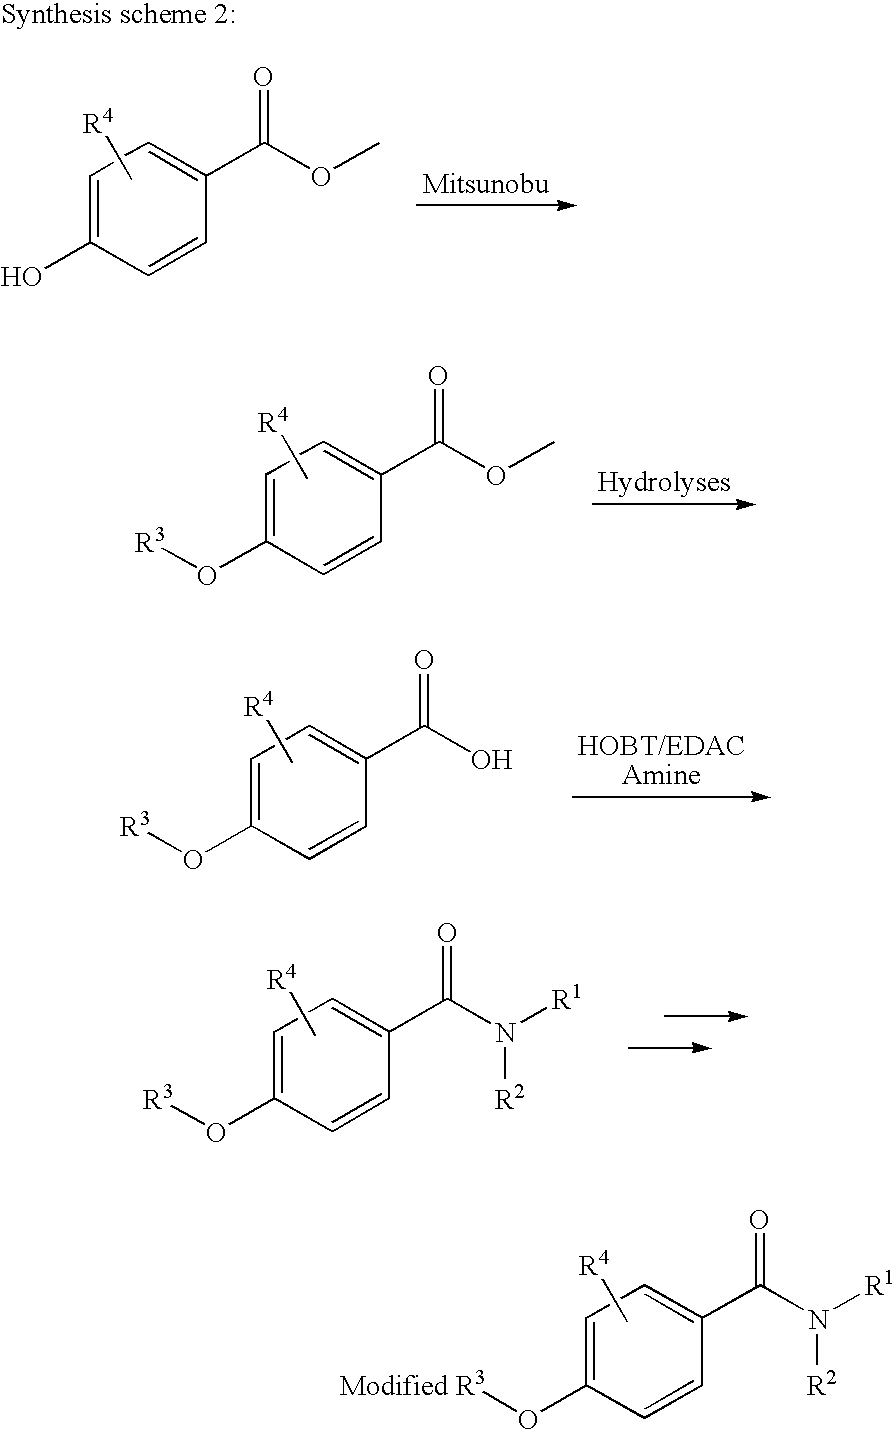 Synthesis scheme 2:
O
R⁴
O
HO
Mitsunobu
O
R⁴
O
R³
O
Hydrolyses
O
R⁴
OH
R³
O
HOBT/EDAC
Amine
O
R⁴
R¹
N
R³
R²
O
O
R⁴
R¹
N
Modified R³
R²
O